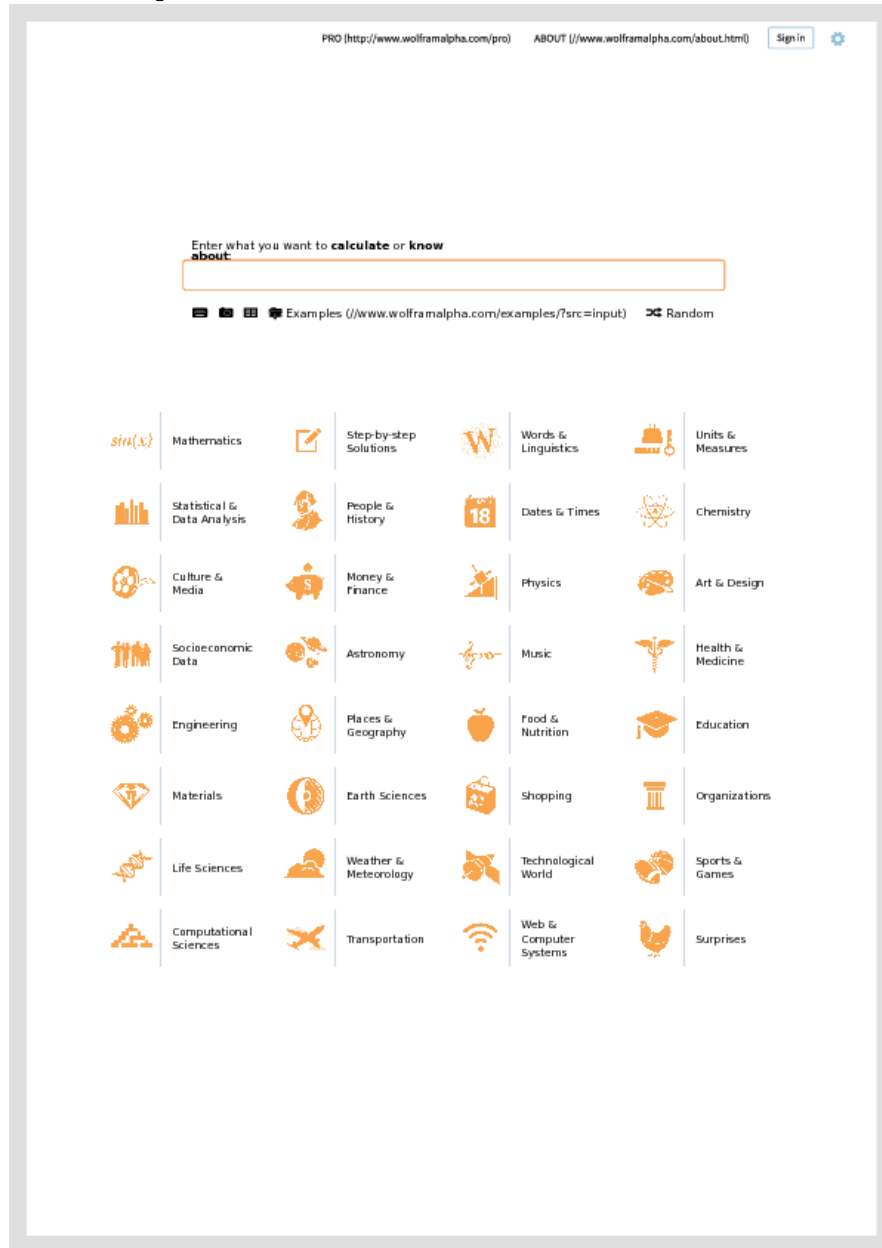 PRO (http://www.wolframalpha.com/pro) ABOUT (//www.wolframalpha.com/about.html) Sign in
Enter what you want to calculate or know
about:
Examples (//www.wolframalpha.com/examples/?src=input) Random
sin(x) Mathematics
Step-by-step
Solutions
W
Words &
Linguistics
Units &
Measures
Statistical &
Data Analysis
People &
History
18
Dates & Times
Chemistry
Culture &
Media
$
Money &
Finance
Physics
Art & Design
Socioeconomic
Data
Astronomy
Music
Health &
Medicine
Engineering
Places &
Geography
Food &
Nutrition
Education
Materials
Earth Sciences
Shopping
Organizations
Life Sciences
Weather &
Meteorology
Technological
World
Sports &
Games
Computational
Sciences
Transportation
Web &
Computer
Systems
Surprises